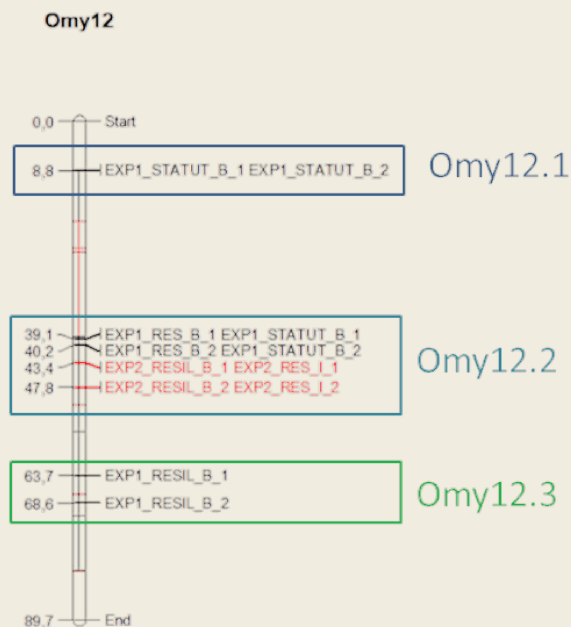 Omy12
0,0 Start
8,8 EXP1_STATUT_B_1 EXP1_STATUT_B_2 Omy12.1
39,1 EXP1_RES_B_1 EXP1_STATUT_B_1
40,2 EXP1_RES_B_2 EXP1_STATUT_B_2
43,4 EXP2_RESIL_B_1 EXP2_RES_I_1
Omy12.2
47,8 EXP2_RESIL_B_2 EXP2_RES_I_2
63,7 EXP1_RESIL_B_1
Omy12.3
68,6 EXP1_RESIL_B_2
89,7 End